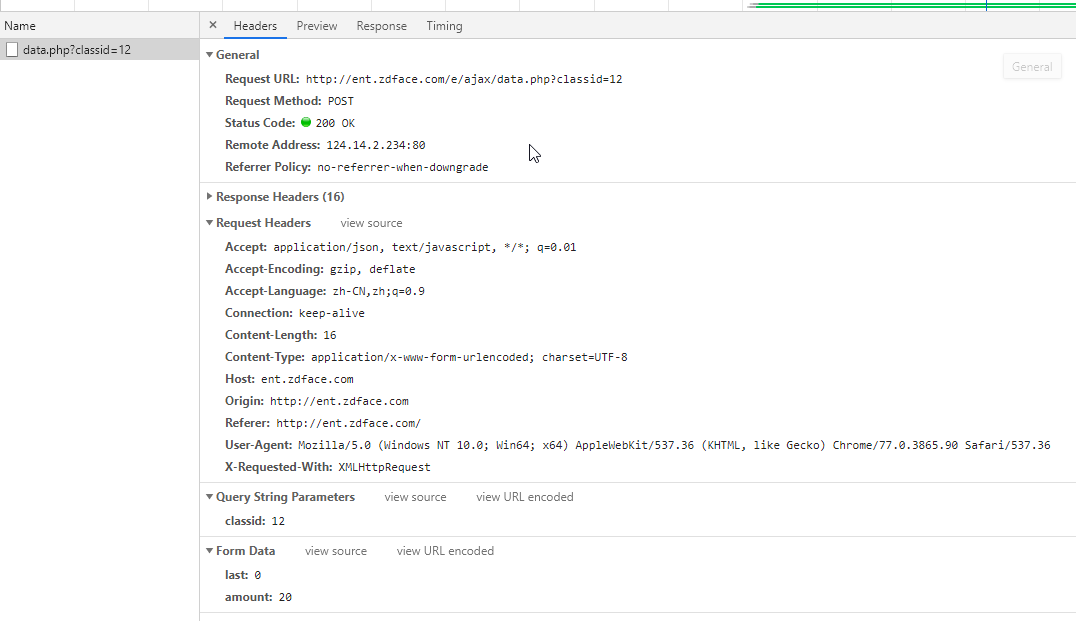 Name
× Headers Preview Response Timing
data.php?classid=12
General
General
Request URL: http://ent.zdface.com/e/ajax/data.php?classid=12
Request Method: POST
Status Code: 200 OK
Remote Address: 124.14.2.234:80
Referrer Policy: no-referrer-when-downgrade
Response Headers (16)
Request Headers view source
Accept: application/json, text/javascript, */*; q=0.01
Accept-Encoding: gzip, deflate
Accept-Language: zh-CN,zh;q=0.9
Connection: keep-alive
Content-Length: 16
Content-Type: application/x-www-form-urlencoded; charset=UTF-8
Host: ent.zdface.com
Origin: http://ent.zdface.com
Referer: http://ent.zdface.com/
User-Agent: Mozilla/5.0 (Windows NT 10.0; Win64; x64) AppleWebKit/537.36 (KHTML, like Gecko) Chrome/77.0.3865.90 Safari/537.36
X-Requested-With: XMLHttpRequest
Query String Parameters view source view URL encoded
classid: 12
Form Data view source view URL encoded
last: 0
amount: 20